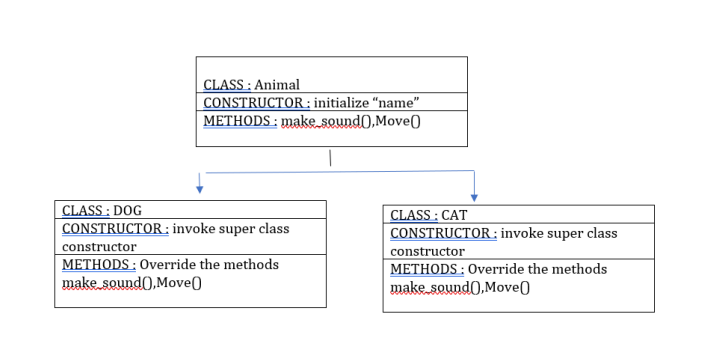 CLASS : Animal
CONSTRUCTOR : initialize “name”
METHODS : make_sound(),Move()
CLASS : DOG
CONSTRUCTOR : invoke super class
constructor
METHODS : Override the methods
make_sound(),Move()
CLASS : CAT
CONSTRUCTOR : invoke super class
constructor
METHODS : Override the methods
make_sound(),Move()